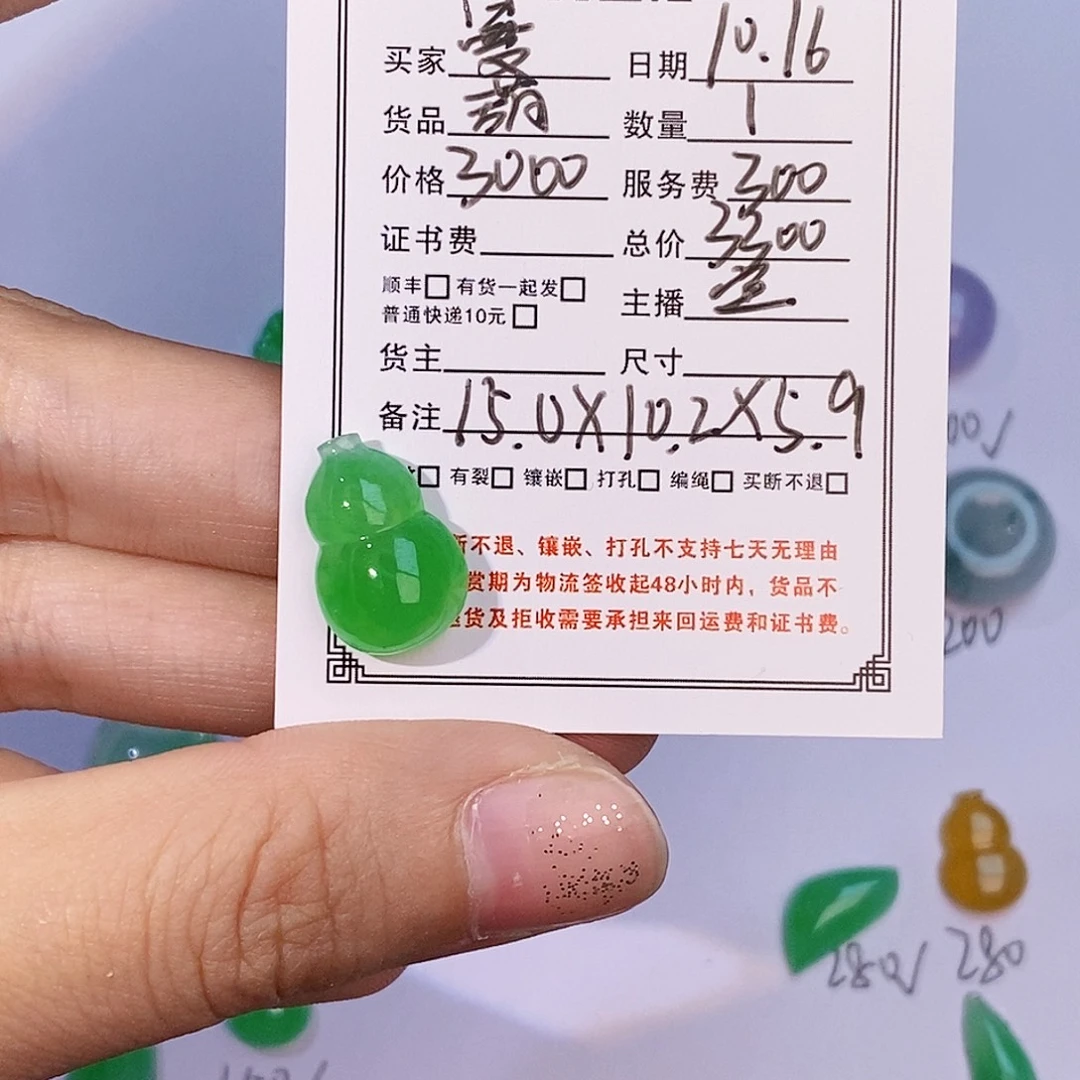 买家 日期 10.16
货品 葫 数量 1
价格 3000 服务费 300
证书费 总价 3300
顺丰□ 有货一起发□
普通快递10元□
主播
货主 尺寸
备注 15.0X10.2X5.9
□ 有裂□ 镶嵌□ 打孔□ 编绳□ 买断不退□
不退、镶嵌、打孔不支持七天无理由
赏期为物流签收起48小时内，货品不
货及拒收需要承担来回运费和证书费。
00√
200
280√ 280